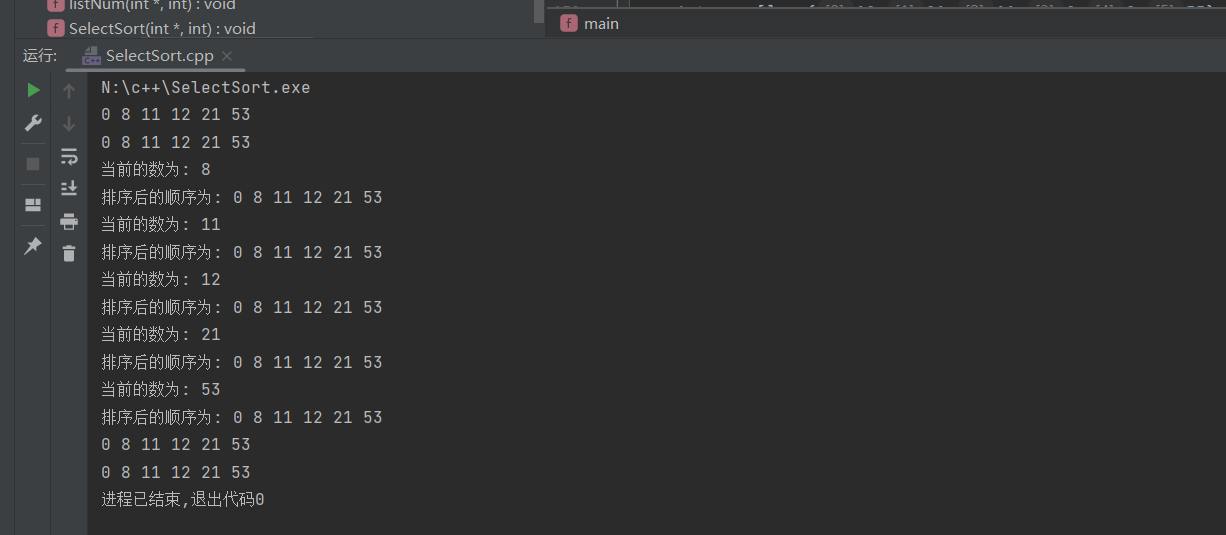 listNum(int *, int) : void
SelectSort(int *, int) : void
main
运行:
SelectSort.cpp
N:\c++\SelectSort.exe
0 8 11 12 21 53
0 8 11 12 21 53
当前的数为: 8
排序后的顺序为: 0 8 11 12 21 53
当前的数为: 11
排序后的顺序为: 0 8 11 12 21 53
当前的数为: 12
排序后的顺序为: 0 8 11 12 21 53
当前的数为: 21
排序后的顺序为: 0 8 11 12 21 53
当前的数为: 53
排序后的顺序为: 0 8 11 12 21 53
0 8 11 12 21 53
0 8 11 12 21 53
进程已结束,退出代码0